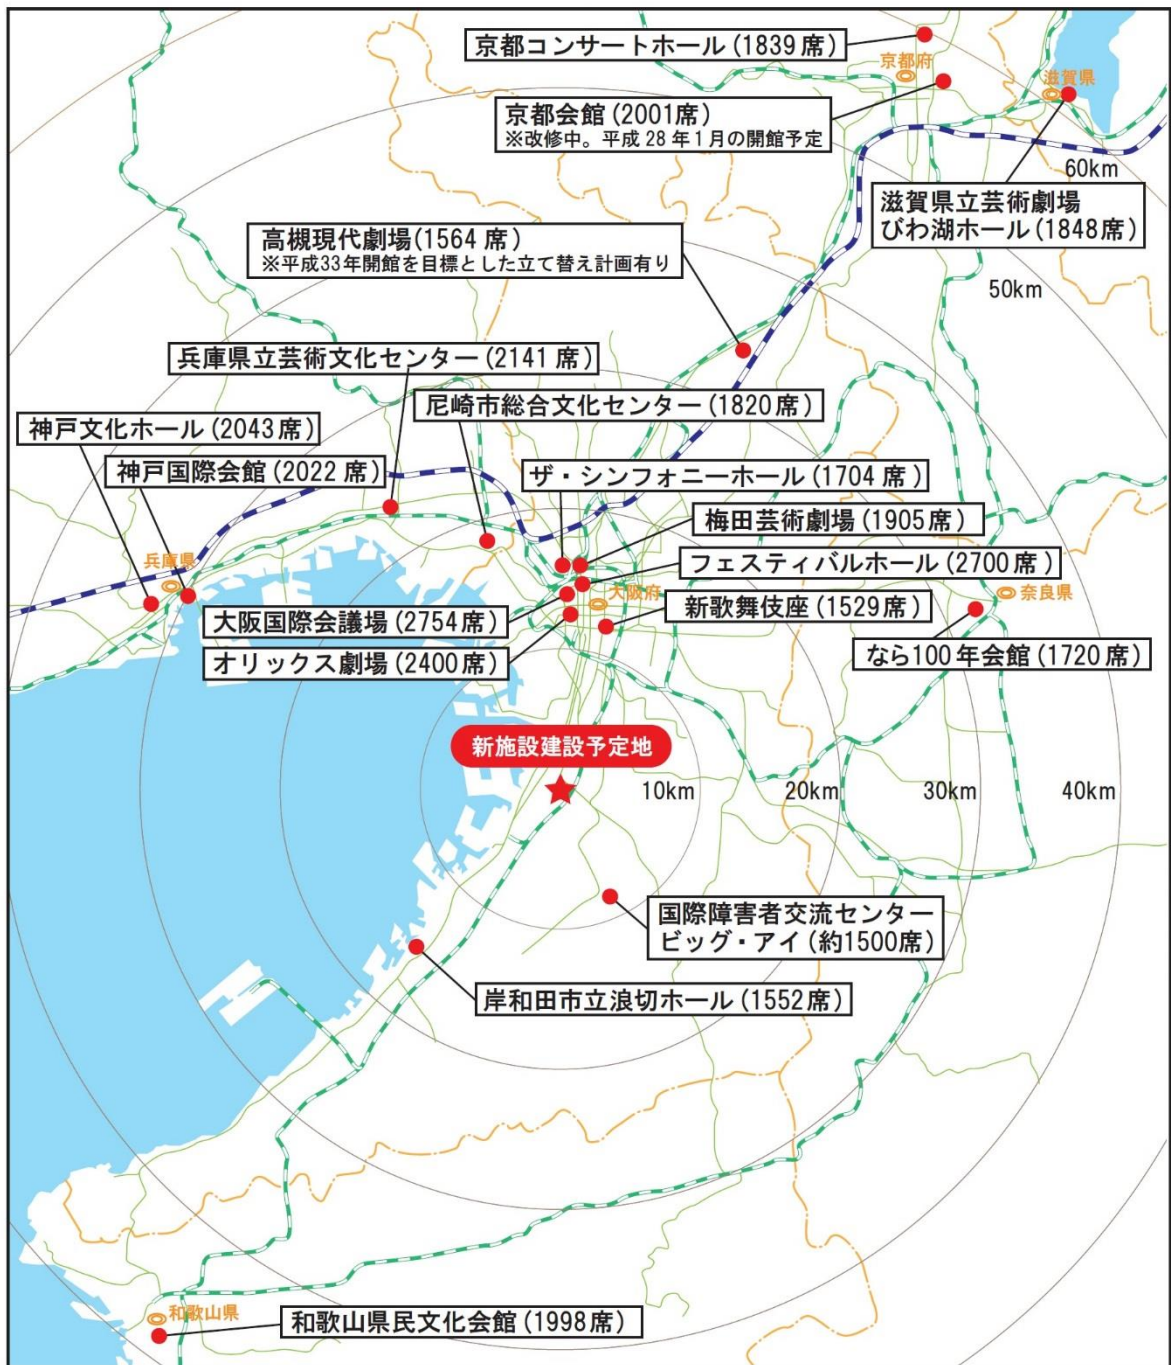 京都コンサートホール(1839席)
京都府
滋賀県
京都会館(2001席)
※改修中。平成28年1月の開館予定
60km
滋賀県立芸術劇場
びわ湖ホール(1848席)
高槻現代劇場(1564席)
※平成33年開館を目標とした立て替え計画有り
50km
兵庫県立芸術文化センター(2141席)
尼崎市総合文化センター(1820席)
神戸文化ホール(2043席)
神戸国際会館(2022席)
ザ・シンフォニーホール(1704席)
梅田芸術劇場(1905席)
兵庫県
フェスティバルホール(2700席)
大阪府
奈良県
大阪国際会議場(2754席)
新歌舞伎座(1529席)
オリックス劇場(2400席)
なら100年会館(1720席)
新施設建設予定地
10km
20km
30km
40km
国際障害者交流センター
ビッグ・アイ(約1500席)
岸和田市立浪切ホール(1552席)
和歌山県
和歌山県民文化会館(1998席)